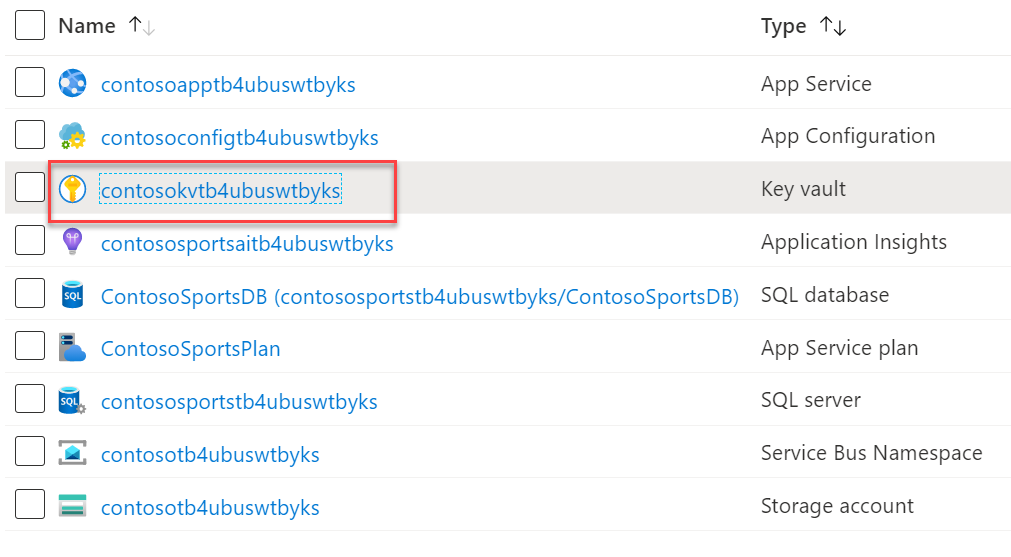 Name ↑↓ Type ↑↓
contosoapptb4ubuswtbyks App Service
contosoconfigtb4ubuswtbyks App Configuration
contosokvtb4ubuswtbyks Key vault
contososportsaitb4ubuswtbyks Application Insights
SQL ContosoSportsDB (contososportstb4ubuswtbyks/ContosoSportsDB) SQL database
ContosoSportsPlan App Service plan
SQL contososportstb4ubuswtbyks SQL server
contosotb4ubuswtbyks Service Bus Namespace
contosotb4ubuswtbyks Storage account